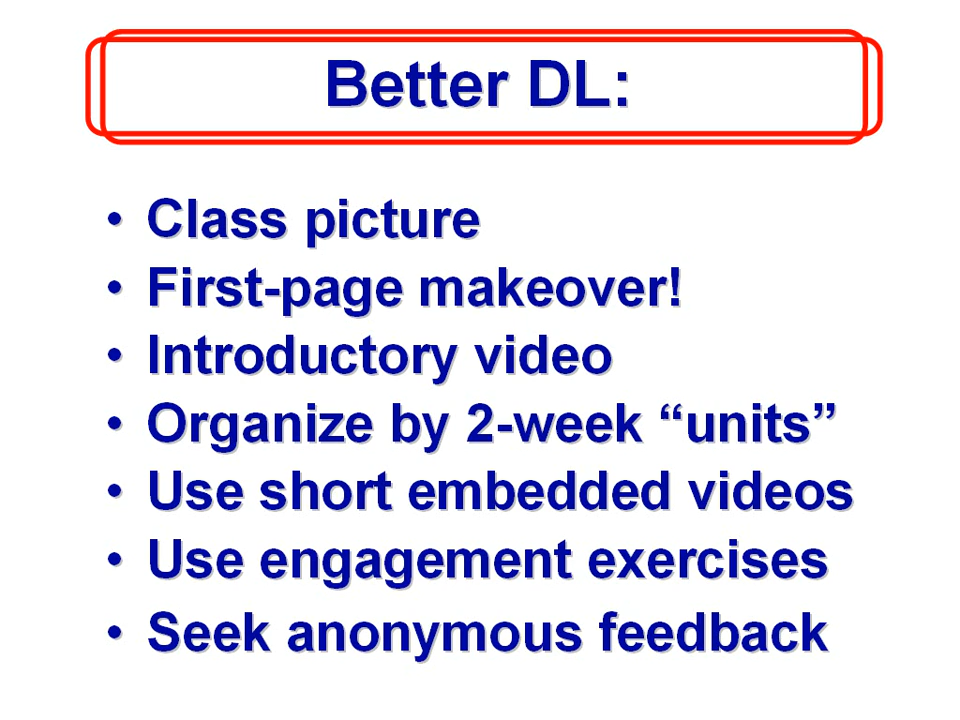 Better DL:
• Class picture
• First-page makeover!
• Introductory video
• Organize by 2-week “units”
• Use short embedded videos
• Use engagement exercises
• Seek anonymous feedback